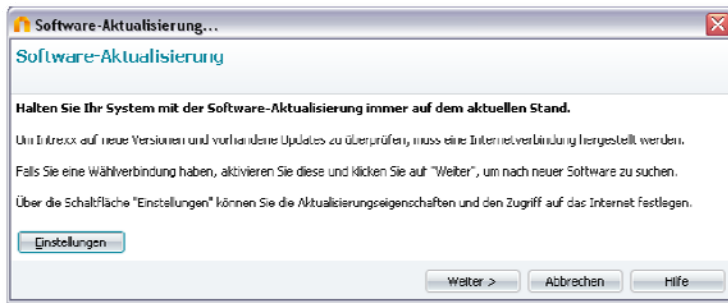 Software-Aktualisierung...
Software-Aktualisierung
Halten Sie Ihr System mit der Software-Aktualisierung immer auf dem aktuellen Stand.
Um Intrexx auf neue Versionen und vorhandene Updates zu überprüfen, muss eine Internetverbindung hergestellt werden.
Falls Sie eine Wählverbindung haben, aktivieren Sie diese und klicken Sie auf "Weiter", um nach neuer Software zu suchen.
Über die Schaltfläche "Einstellungen" können Sie die Aktualisierungseigenschaften und den Zugriff auf das Internet festlegen.
Einstellungen
Weiter >
Abbrechen
Hilfe